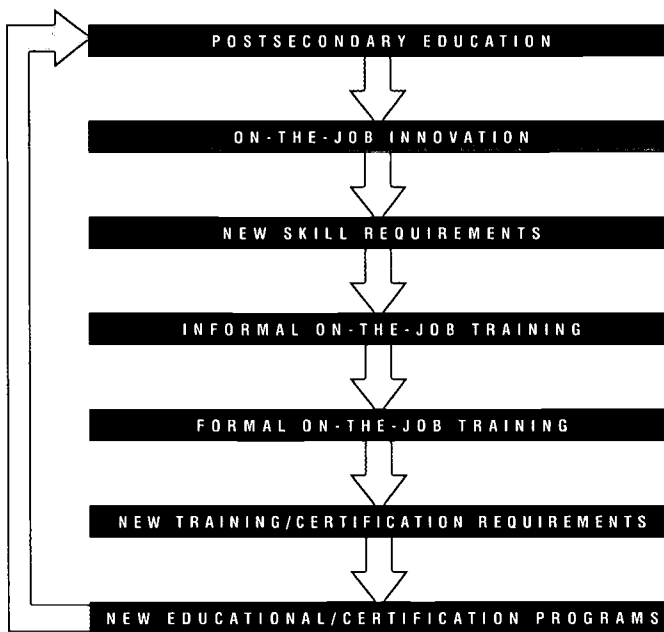 POSTSECONDARY EDUCATION
ON-THE-JOB INNOVATION
NEW SKILL REQUIREMENTS
INFORMAL ON-THE-JOB TRAINING
FORMAL ON-THE-JOB TRAINING
NEW TRAINING/CERTIFICATION REQUIREMENTS
NEW EDUCATIONAL/CERTIFICATION PROGRAMS